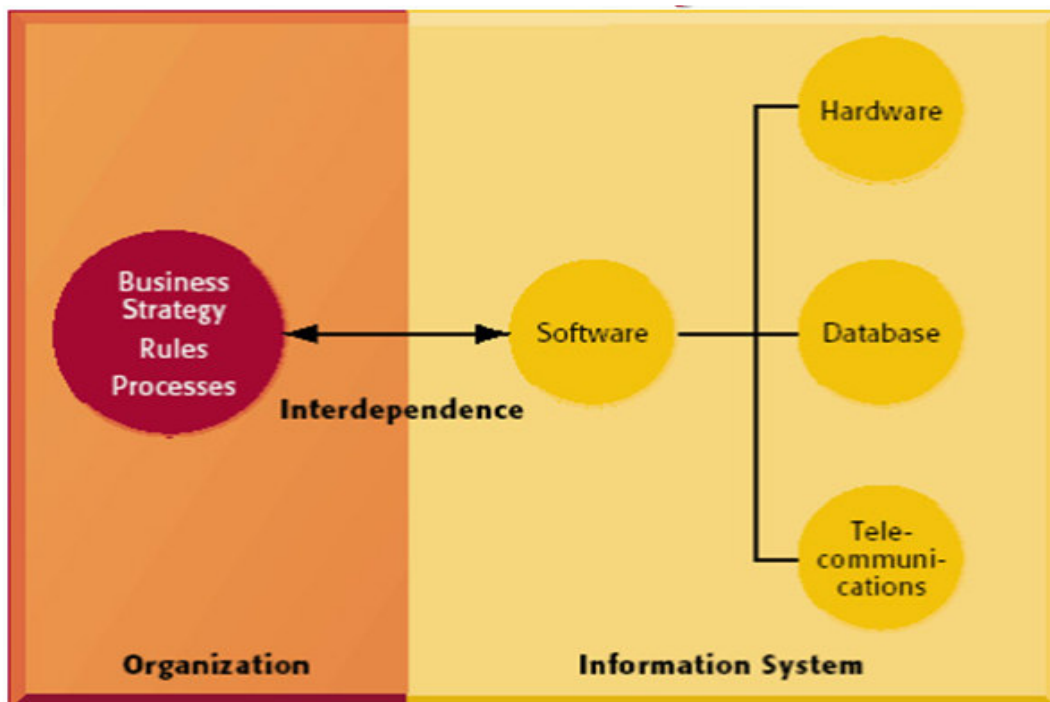 Business
Strategy
Rules
Processes
Interdependence
Software
Hardware
Database
Tele-
communi-
cations
Organization
Information System